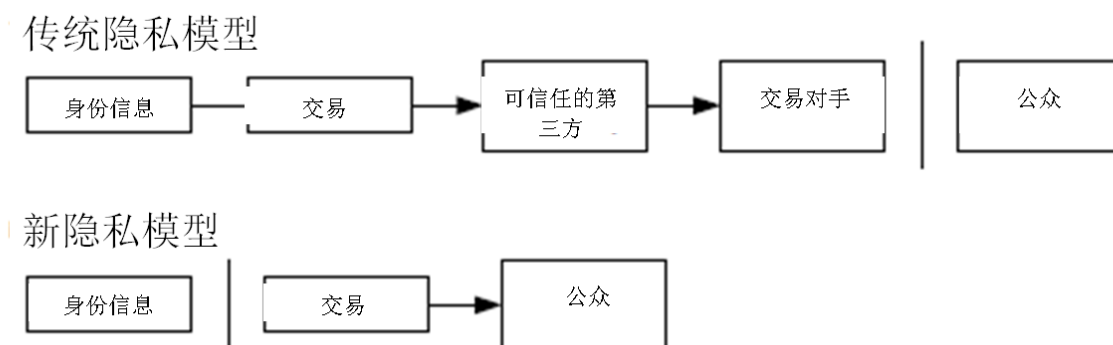 传统隐私模型
身份信息
交易
可信任的第
三方
交易对手
公众
新隐私模型
身份信息
交易
公众